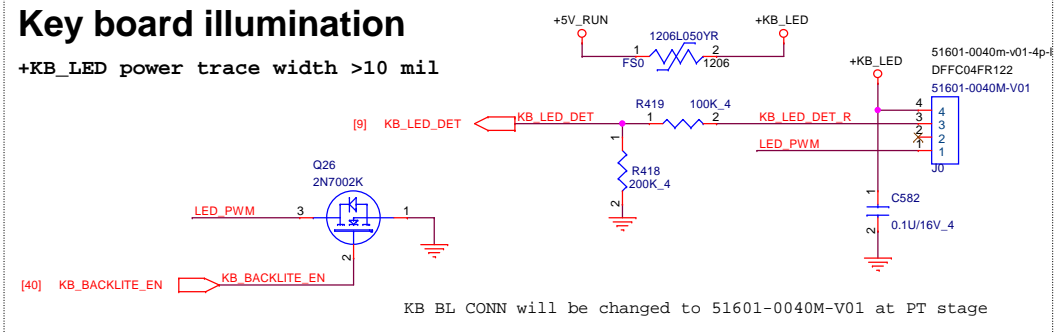 Key board illumination
+KB_LED power trace width >10 mil
+5V_RUN
+KB_LED
1206L050YR
1
2
FS0
1206
+KB_LED
51601-0040m-v01-4p-l
DFFC04FR122
51601-0040M-V01
4
4
3
3
2
2
1
1
J0
[9] KB_LED_DET
KB_LED_DET
R419
100K_4
1
2
KB_LED_DET_R
LED_PWM
1
R418
200K_4
2
1
C582
0.1U/16V_4
2
Q26
2N7002K
LED_PWM
3
1
2
[40] KB_BACKLITE_EN
KB_BACKLITE_EN
KB BL CONN will be changed to 51601-0040M-V01 at PT stage